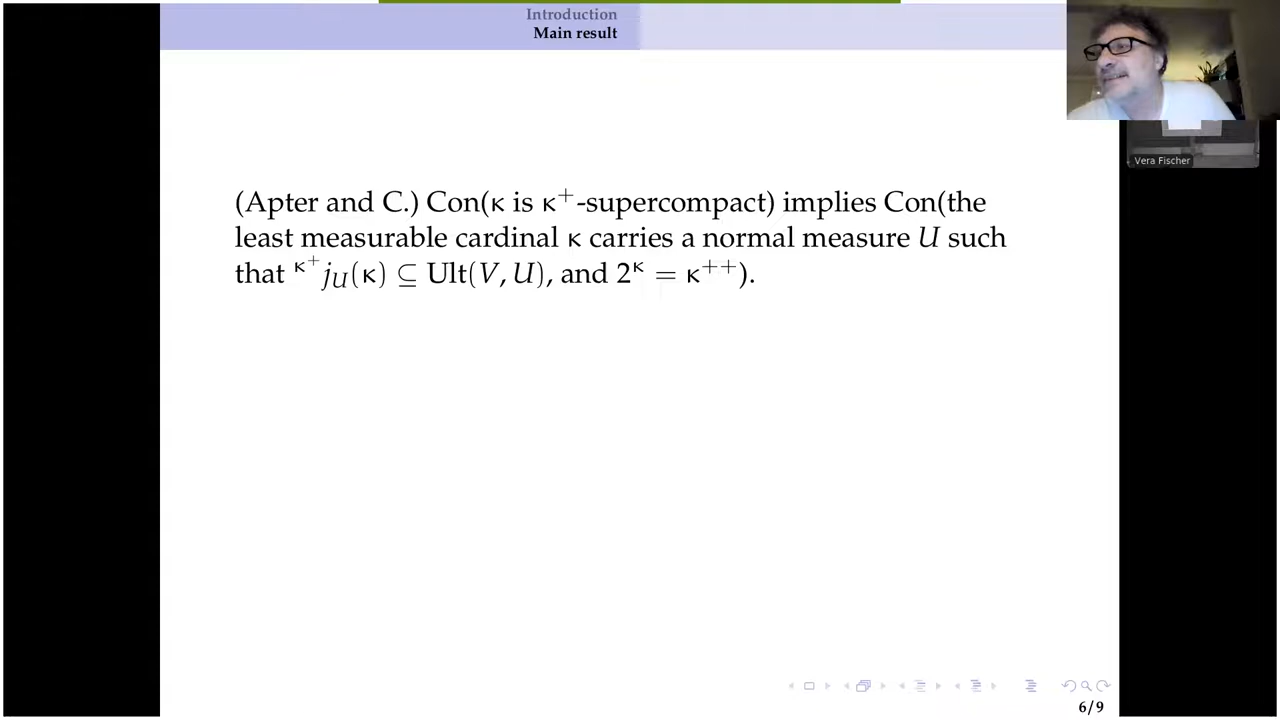 Introduction
Main result
(Apter and C.) Con(κ is κ⁺-supercompact) implies Con(the
least measurable cardinal κ carries a normal measure U such
that ^{κ⁺}j_U(κ) ⊆ Ult(V, U), and 2^κ = κ⁺⁺).
Vera Fischer
6/9